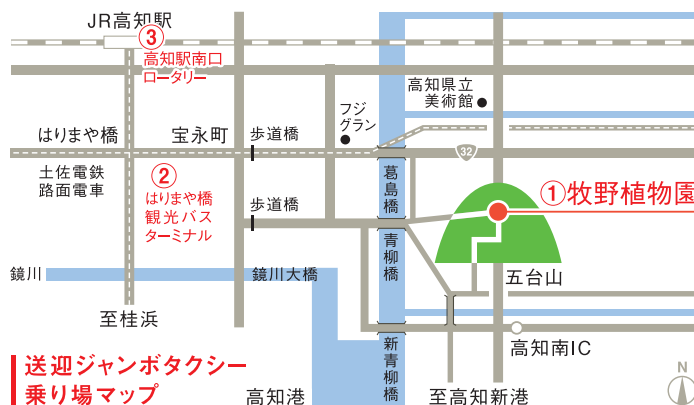 JR高知駅
③
高知駅南口
ロータリー
高知県立
美術館
フジ
グラン
はりまや橋
宝永町
歩道橋
32
土佐電鉄
路面電車
②
はりまや橋
観光バス
ターミナル
歩道橋
葛島橋
①牧野植物園
青柳橋
鏡川
鏡川大橋
五台山
至桂浜
新青柳橋
高知南IC
送迎ジャンボタクシー
乗り場マップ
高知港
至高知新港
N